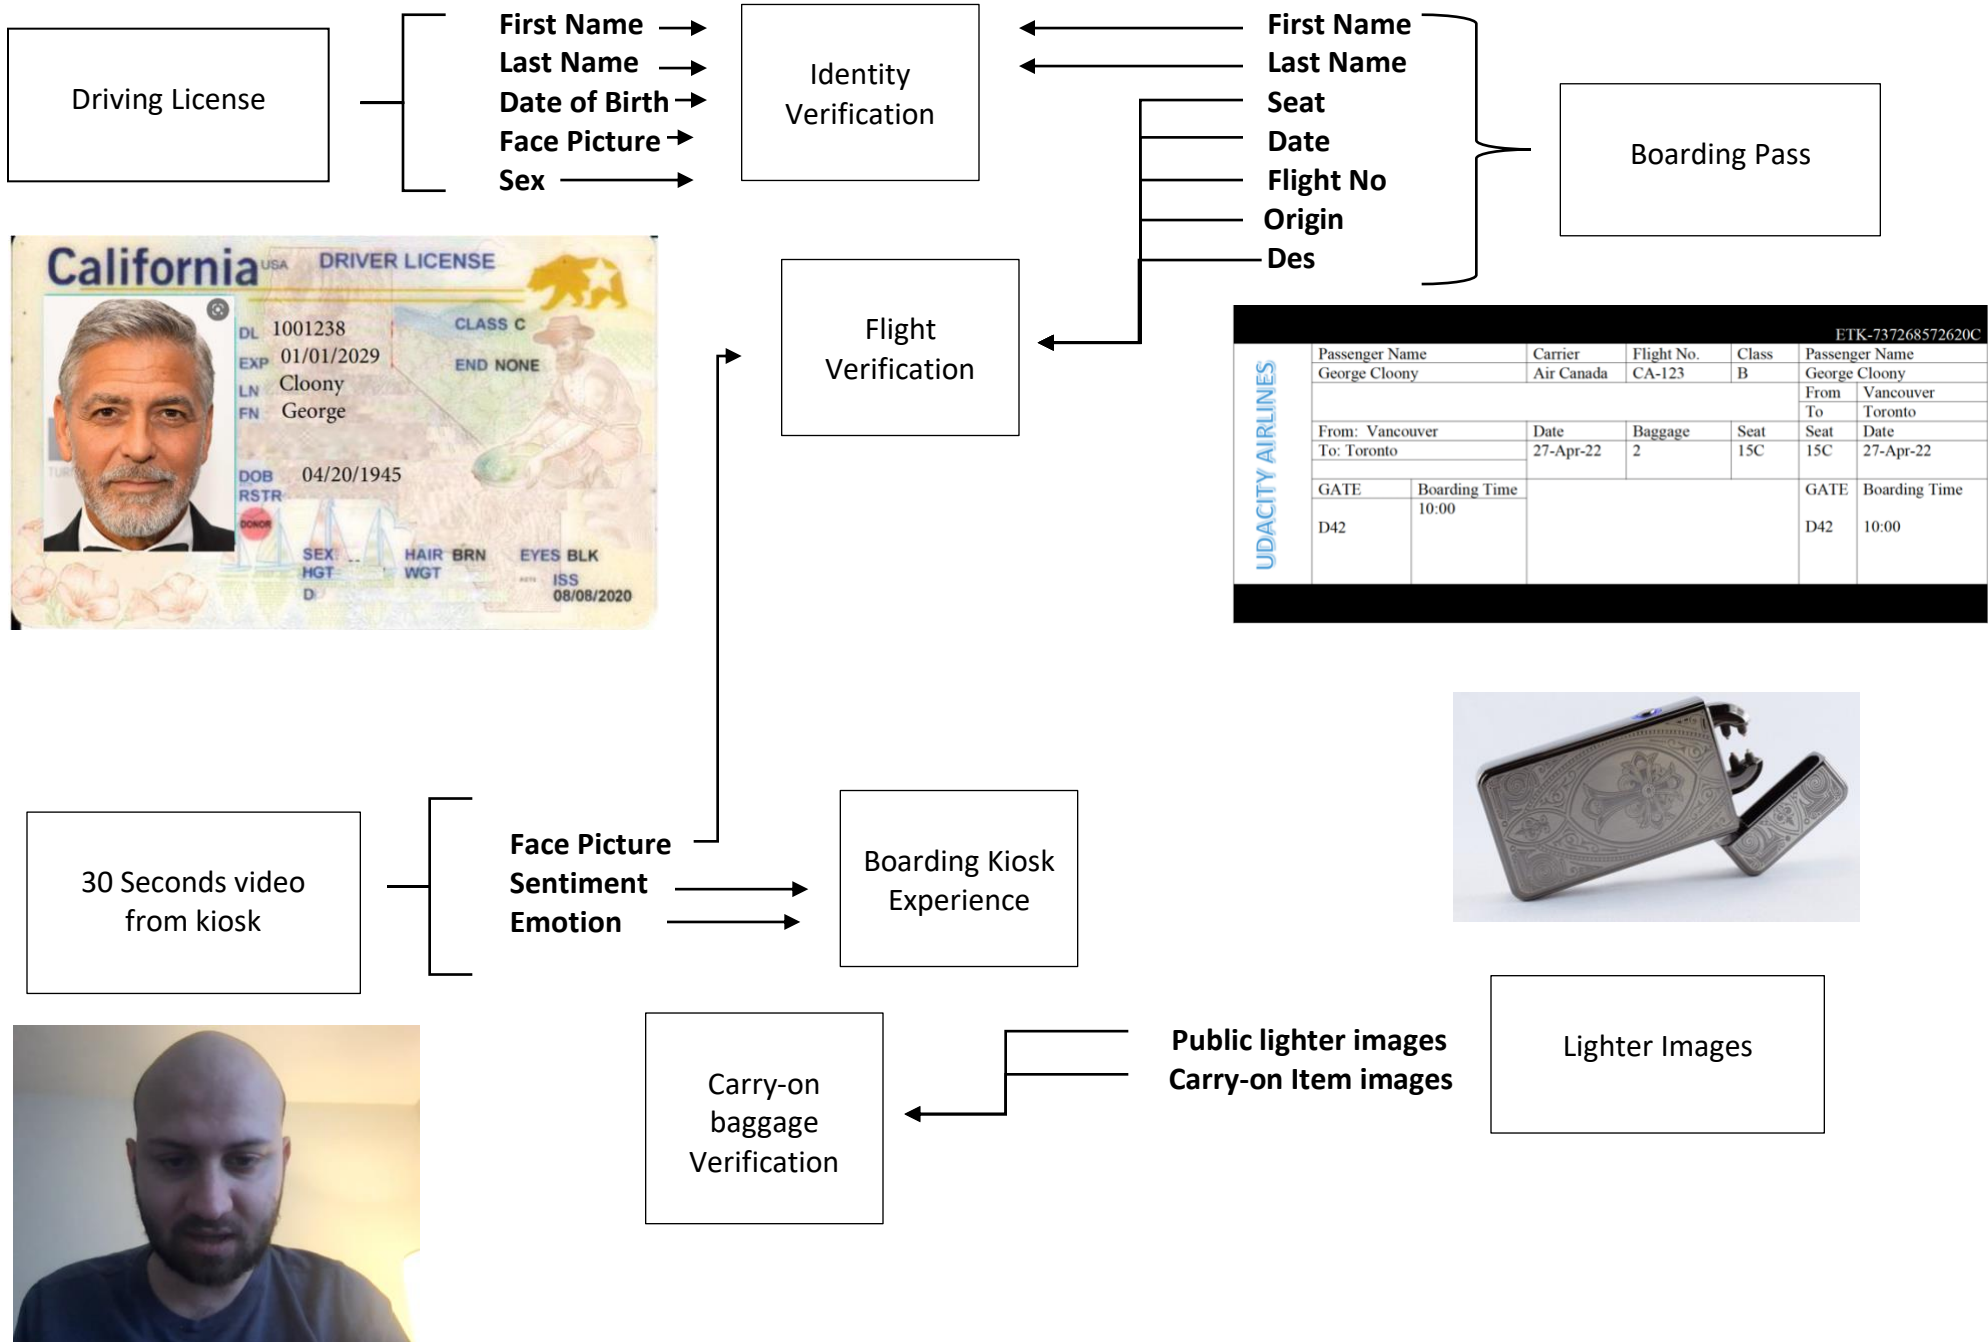 Driving License
First Name
Last Name
Date of Birth
Face Picture
Sex
Identity
Verification
First Name
Last Name
Seat
Date
Flight No
Origin
Des
Boarding Pass
California USA DRIVER LICENSE
DL 1001238 CLASS C
EXP 01/01/2029 END NONE
LN Cloony
FN George
DOB 04/20/1945
RSTR
DONOR
SEX HAIR BRN EYES BLK
HGT WGT
D
ISS
08/08/2020
Flight
Verification
ETK-737268572620C
UDACITY AIRLINES
Passenger Name Carrier Flight No. Class Passenger Name
George Cloony Air Canada CA-123 B George Cloony
From Vancouver
To Toronto
From: Vancouver Date Baggage Seat Seat Date
To: Toronto 27-Apr-22 2 15C 15C 27-Apr-22
GATE Boarding Time GATE Boarding Time
10:00
D42 D42 10:00
30 Seconds video
from kiosk
Face Picture
Sentiment
Emotion
Boarding Kiosk
Experience
Carry-on
baggage
Verification
Public lighter images
Carry-on Item images
Lighter Images